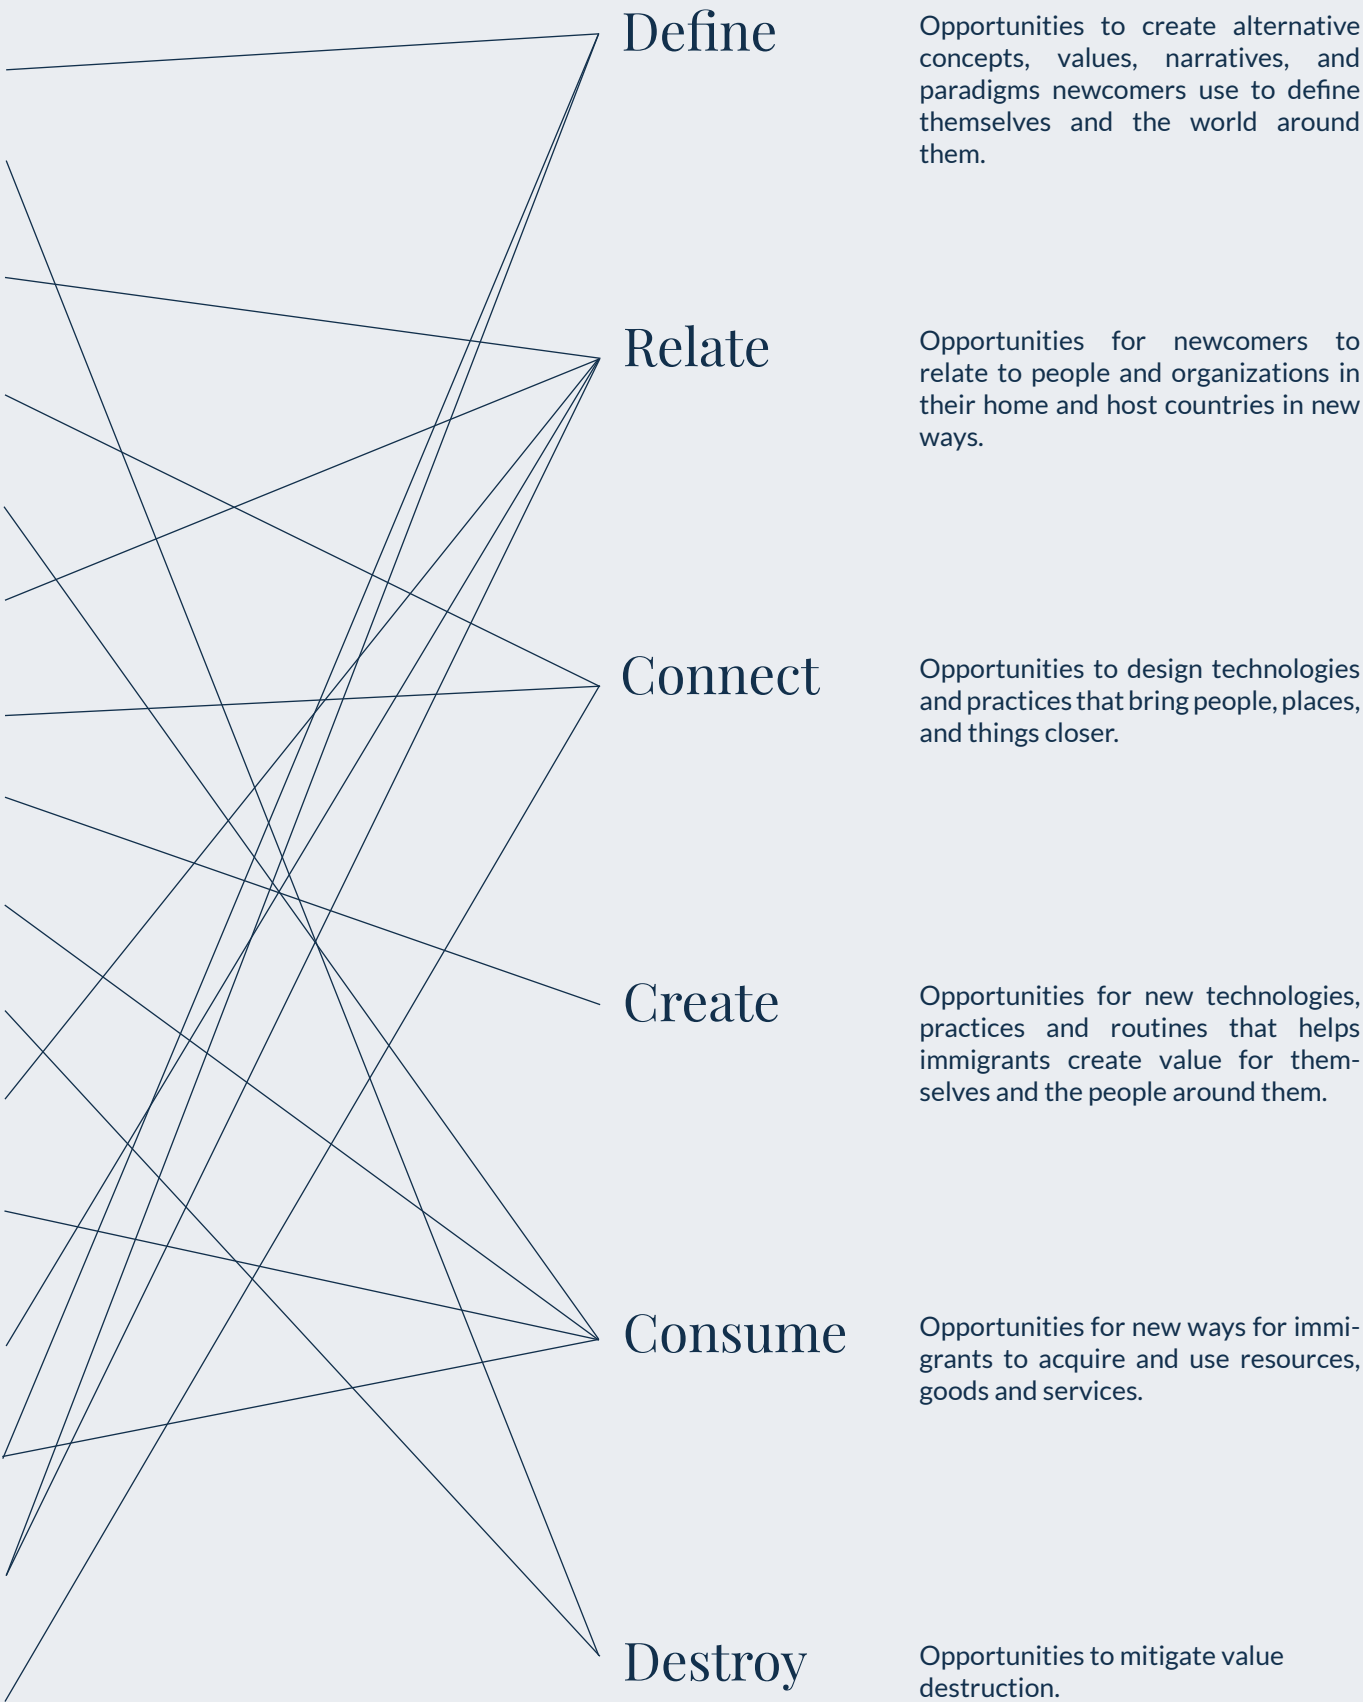 Define
Opportunities to create alternative
concepts, values, narratives, and
paradigms newcomers use to define
themselves and the world around
them.
Relate
Opportunities for newcomers to
relate to people and organizations in
their home and host countries in new
ways.
Connect
Opportunities to design technologies
and practices that bring people, places,
and things closer.
Create
Opportunities for new technologies,
practices and routines that helps
immigrants create value for them-
selves and the people around them.
Consume
Opportunities for new ways for immi-
grants to acquire and use resources,
goods and services.
Destroy
Opportunities to mitigate value
destruction.